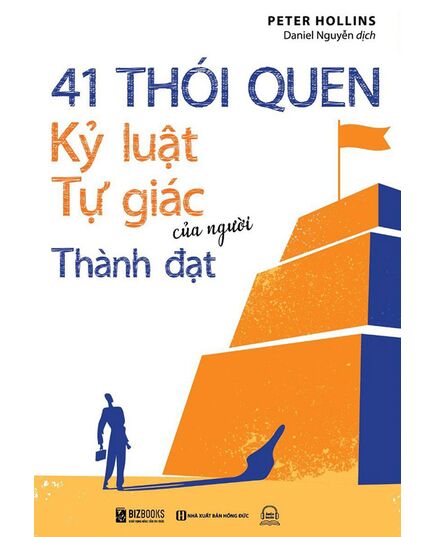 PETER HOLLINS
Daniel Nguyễn dịch
41 THÓI QUEN
Kỷ luật
Tự giác
của người
Thành đạt
BIZBOOKS
NHÀ XUẤT BẢN HỒNG ĐỨC